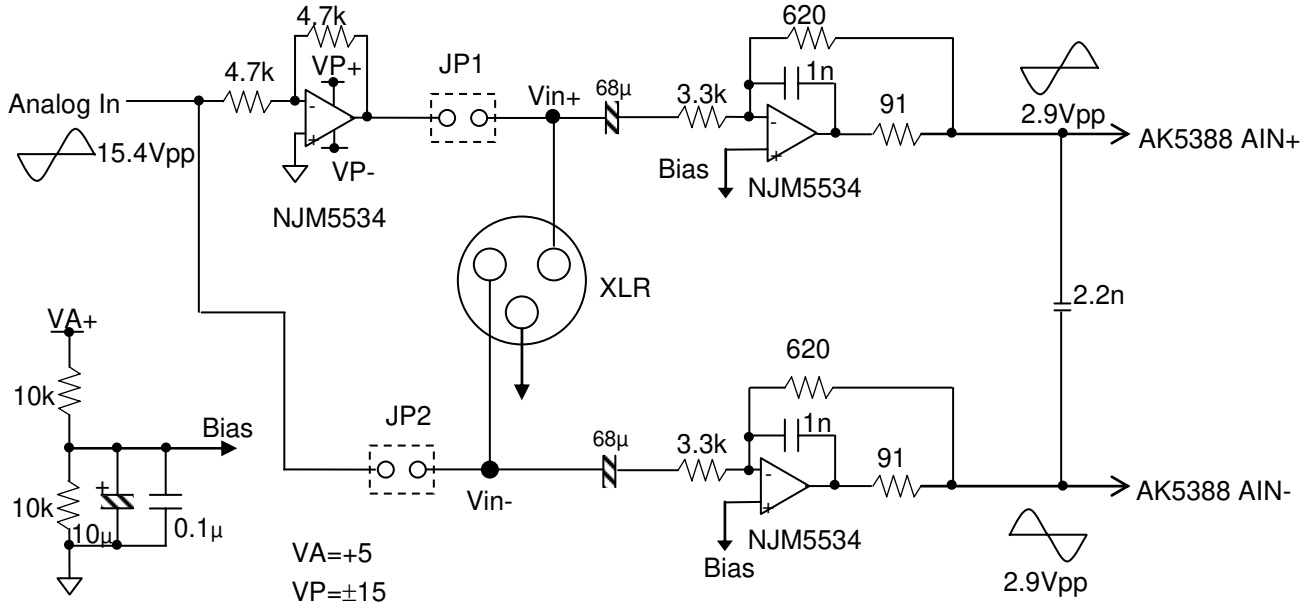 4.7k
620
VP+
JP1
1n
4.7k
68µ
3.3k
Vin+
91
2.9Vpp
Analog In
-
+
-
+
AK5388 AIN+
15.4Vpp
VP-
Bias
NJM5534
NJM5534
XLR
2.2n
VA+
620
10k
JP2
1n
Bias
68µ
3.3k
91
-
+
AK5388 AIN-
+
10k
10µ
0.1µ
Vin-
NJM5534
Bias
2.9Vpp
VA=+5
VP=±15